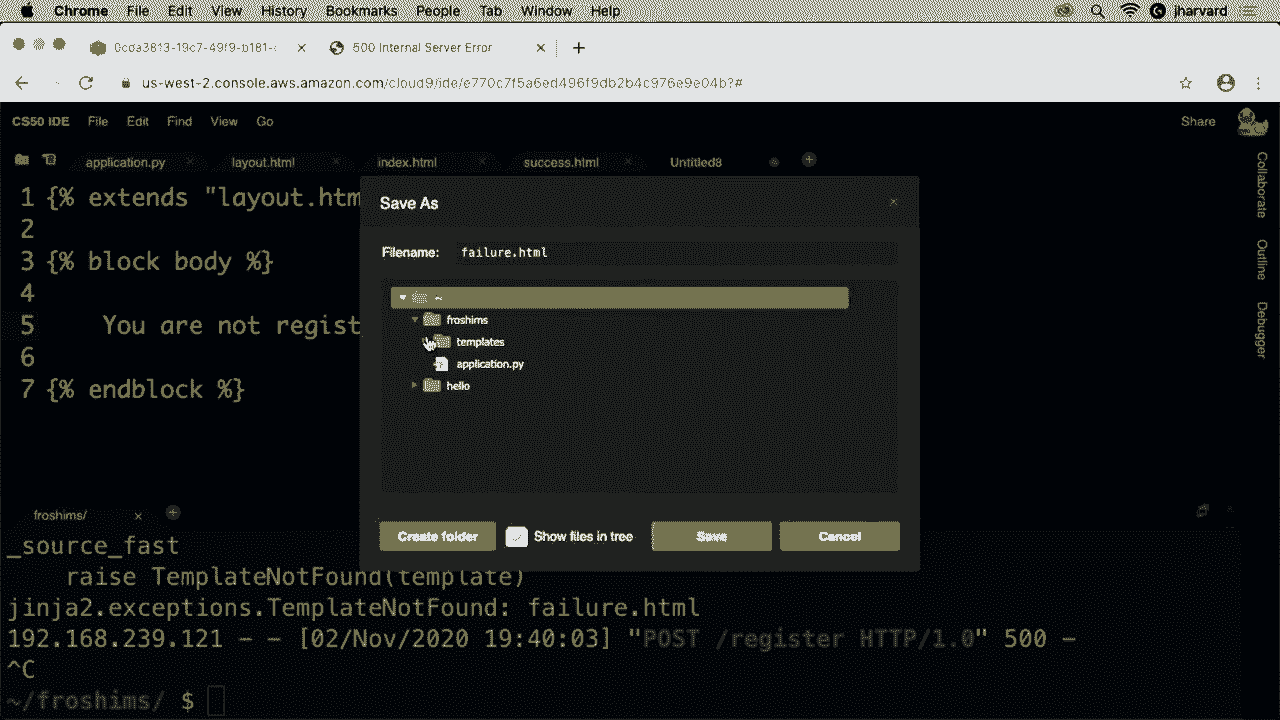 Chrome File Edit View History Bookmarks People Tab Window Help jharvard
0cda3813-19c7-49f9-b181- 500 Internal Server Error
us-west-2.console.aws.amazon.com/cloud9/ide/e770c7f5a6ed496f9db2b4c976e9e04b?#
CS50 IDE File Edit Find View Go Share
application.py layout.html index.html success.html Untitled8
Collaborate
Outline
Debugger
1 {% extends "layout.htm
2
3 {% block body %}
4
5 You are not regist
6
7 {% endblock %}
Save As
Filename: failure.html
~
froshims
templates
application.py
hello
Create folder Show files in tree Save Cancel
froshims/
_source_fast
raise TemplateNotFound(template)
jinja2.exceptions.TemplateNotFound: failure.html
192.168.239.121 - - [02/Nov/2020 19:40:03] "POST /register HTTP/1.0" 500 -
^C
~/froshims/ $